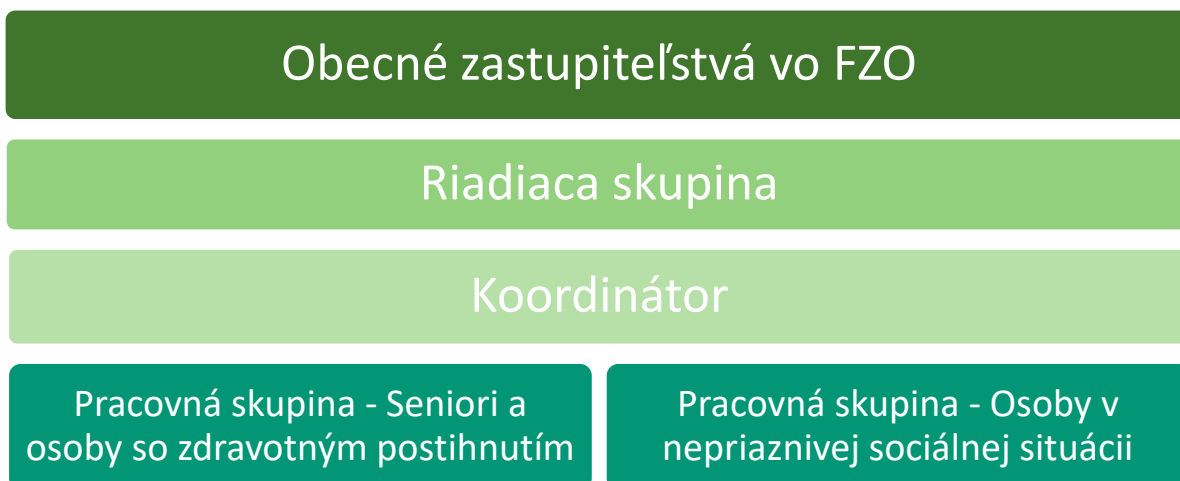 Obecné zastupiteľstvá vo FZO
Riadiaca skupina
Koordinátor
Pracovná skupina - Seniori a
osoby so zdravotným postihnutím
Pracovná skupina - Osoby v
nepriaznivej sociálnej situácii